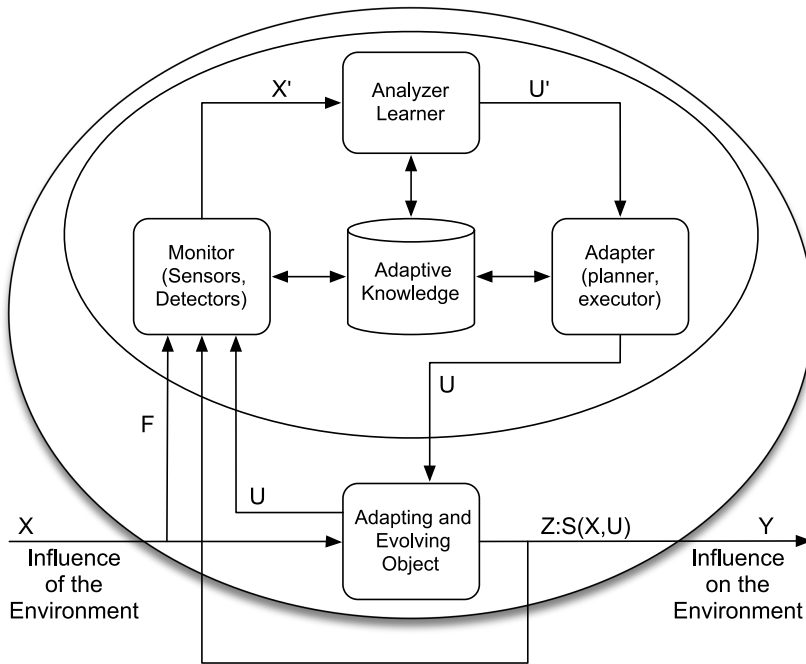 X'
Analyzer
Learner
U'
Monitor
(Sensors,
Detectors)
Adaptive
Knowledge
Adapter
(planner,
executor)
F
U
U
X
Influence
of the
Environment
Adapting and
Evolving
Object
Z:S(X,U)
Y
Influence
on the
Environment